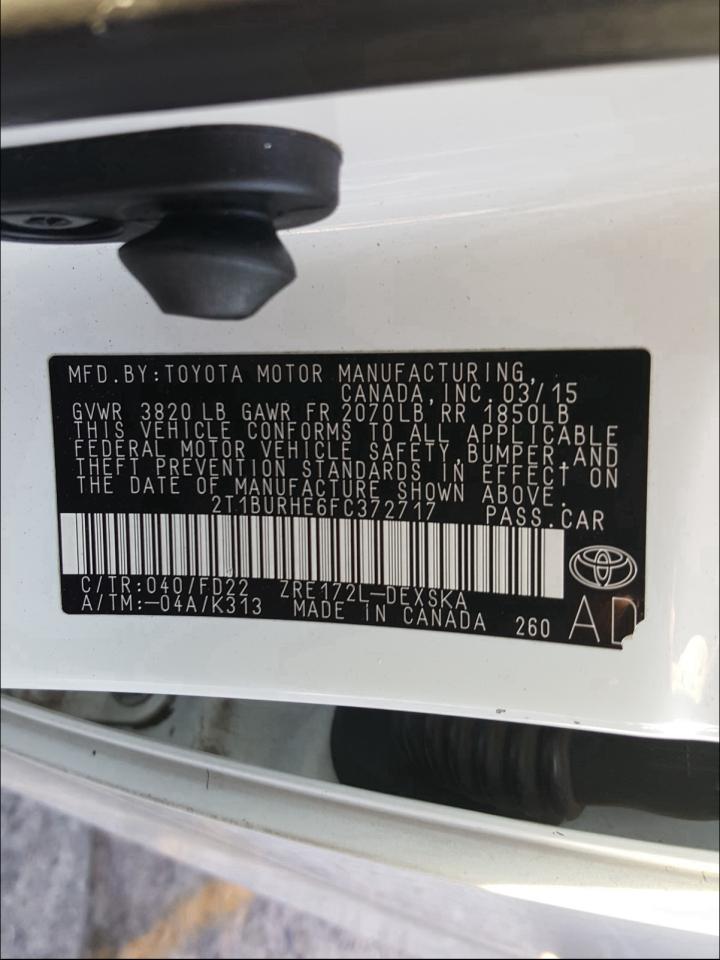 MFD.BY:TOYOTA MOTOR MANUFACTURING,
CANADA,INC.03/15
GVWR 3820 LB GAWR FR 2070LB RR 1850LB
THIS VEHICLE CONFORMS TO ALL APPLICABLE
FEDERAL MOTOR VEHICLE SAFETY,BUMPER,AND
THEFT PREVENTION STANDARDS IN EFFECT ON
THE DATE OF MANUFACTURE SHOWN ABOVE.
2T1BURHE6FC372717 PASS.CAR
C/TR:040/FD22 ZRE172L-DEXSKA
A/TM:-04A/K313 MADE IN CANADA 260 AD